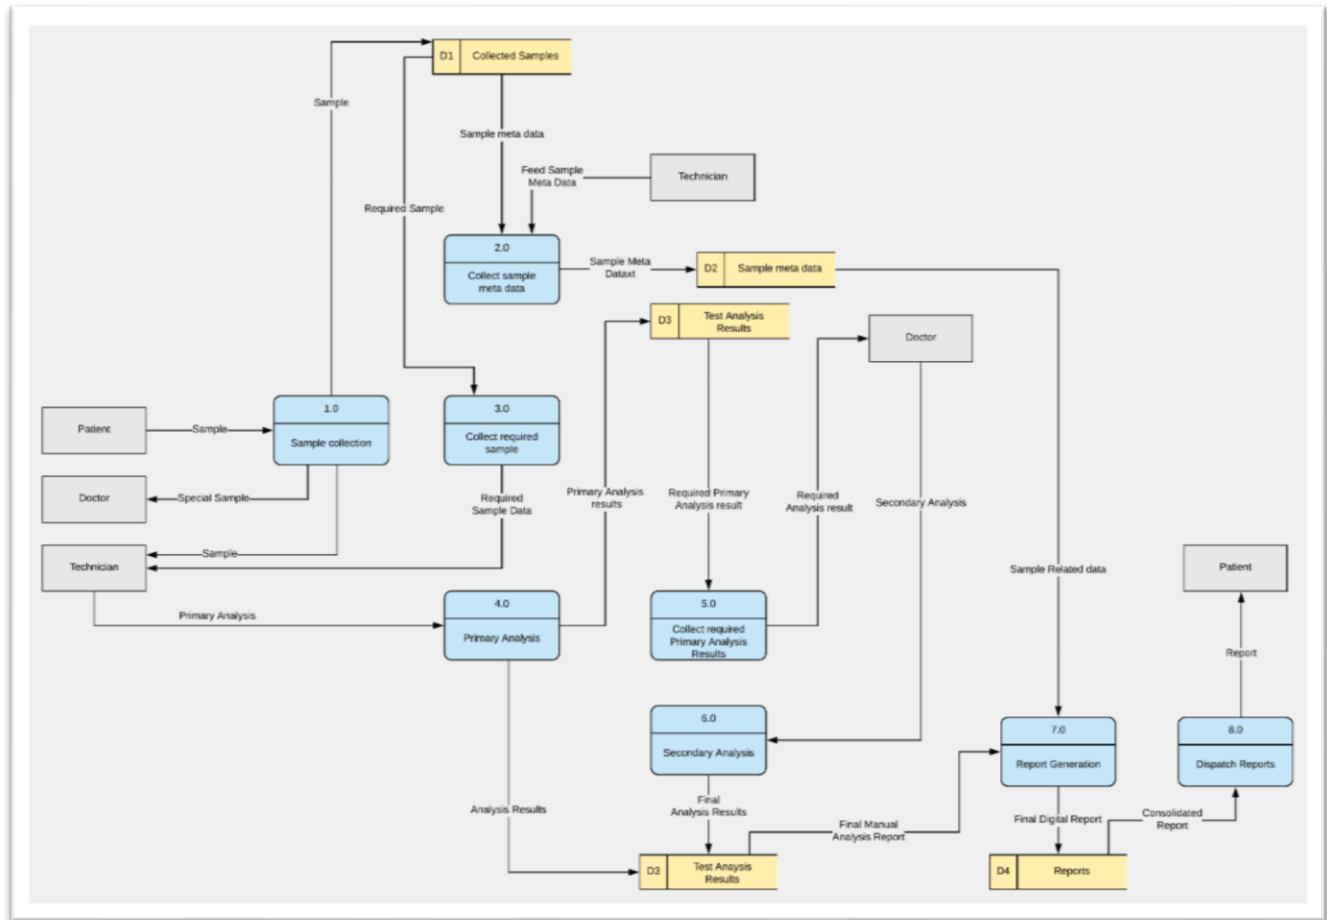 D1 Collected Samples
Sample
Sample meta data
Feed Sample
Meta Data
Technician
Required Sample
2.0
Collect sample
meta data
Sample Meta
Dataxt
D2 Sample meta data
D3 Test Analysis
Results
Doctor
Patient
Sample
1.0
Sample collection
3.0
Collect required
sample
Doctor
Special Sample
Required
Sample Data
Primary Analysis
results
Required Primary
Analysis result
Required
Analysis result
Secondary Analysis
Technician
Sample
Sample Related data
Patient
Primary Analysis
4.0
Primary Analysis
5.0
Collect required
Primary Analysis
Results
Report
6.0
Secondary Analysis
7.0
Report Generation
8.0
Dispatch Reports
Analysis Results
Final
Analysis Results
Final Manual
Analysis Report
Final Digital Report
Consolidated
Report
D3 Test Anaysis
Results
D4 Reports